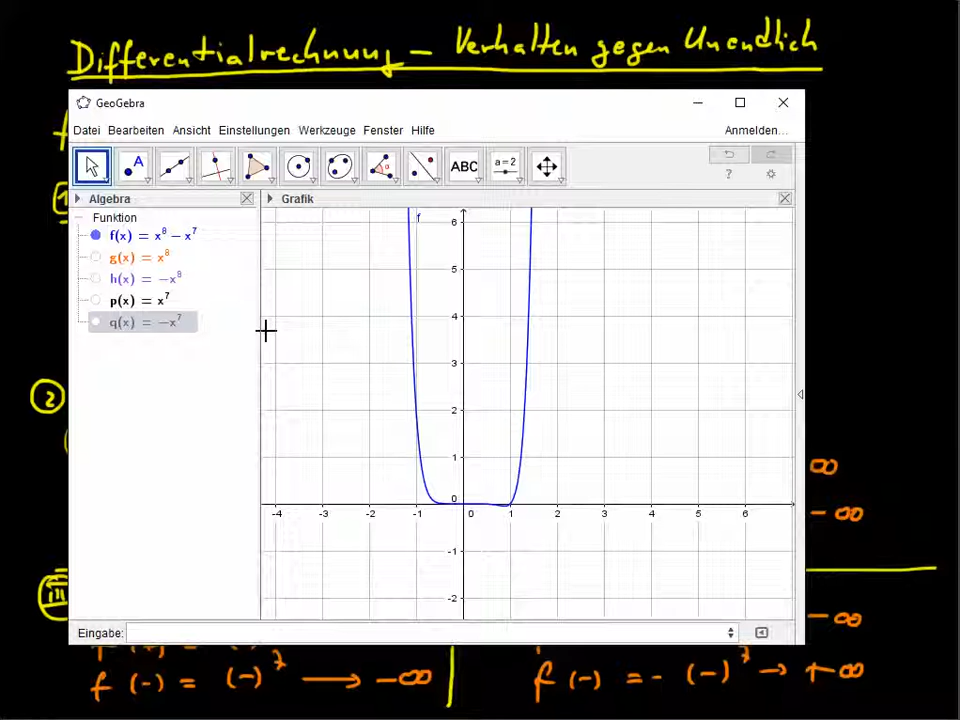 Differentialrechnung – Verhalten gegen Unendlich
GeoGebra
Datei Bearbeiten Ansicht Einstellungen Werkzeuge Fenster Hilfe Anmelden...
A ABC a=2 ?
Algebra Grafik
Funktion
f(x) = x⁸ – x⁷
g(x) = x⁸
h(x) = –x⁸
p(x) = x⁷
q(x) = –x⁷
f
6
5
4
3
2
1
0
-4 -3 -2 -1 0 1 2 3 4 5 6
-1
-2
②
∞
– ∞
– ∞
Eingabe:
f (-) = (-)⁷ ⟶ –∞
f (-) = - (-)⁷ → +∞